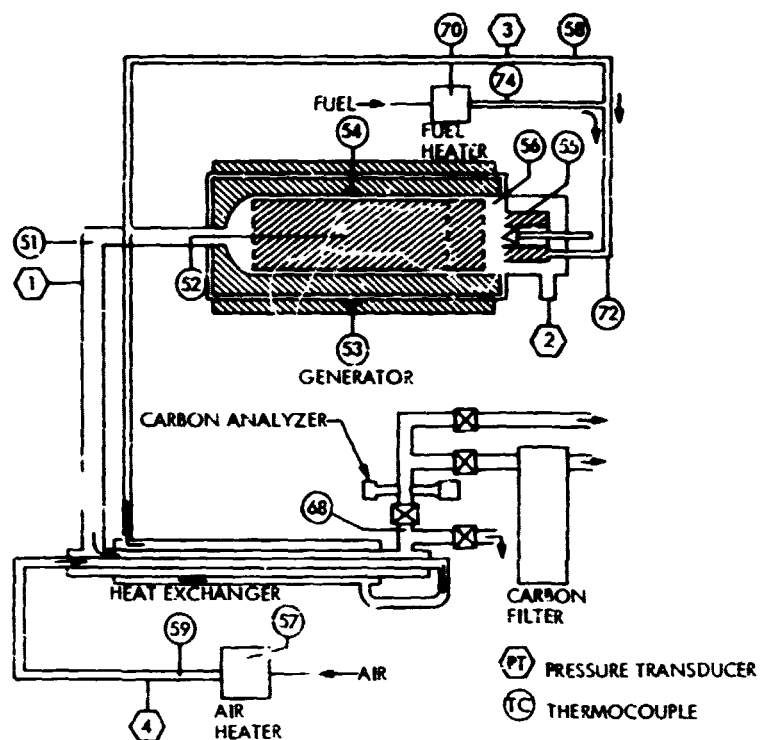 70
3
58
74
FUEL
FUEL
HEATER
54
56
55
51
52
1
72
2
53
GENERATOR
CARBON ANALYZER
68
HEAT EXCHANGER
CARBON
FILTER
59
57
AIR
4
AIR
HEATER
PT PRESSURE TRANSDUCER
TC THERMOCOUPLE